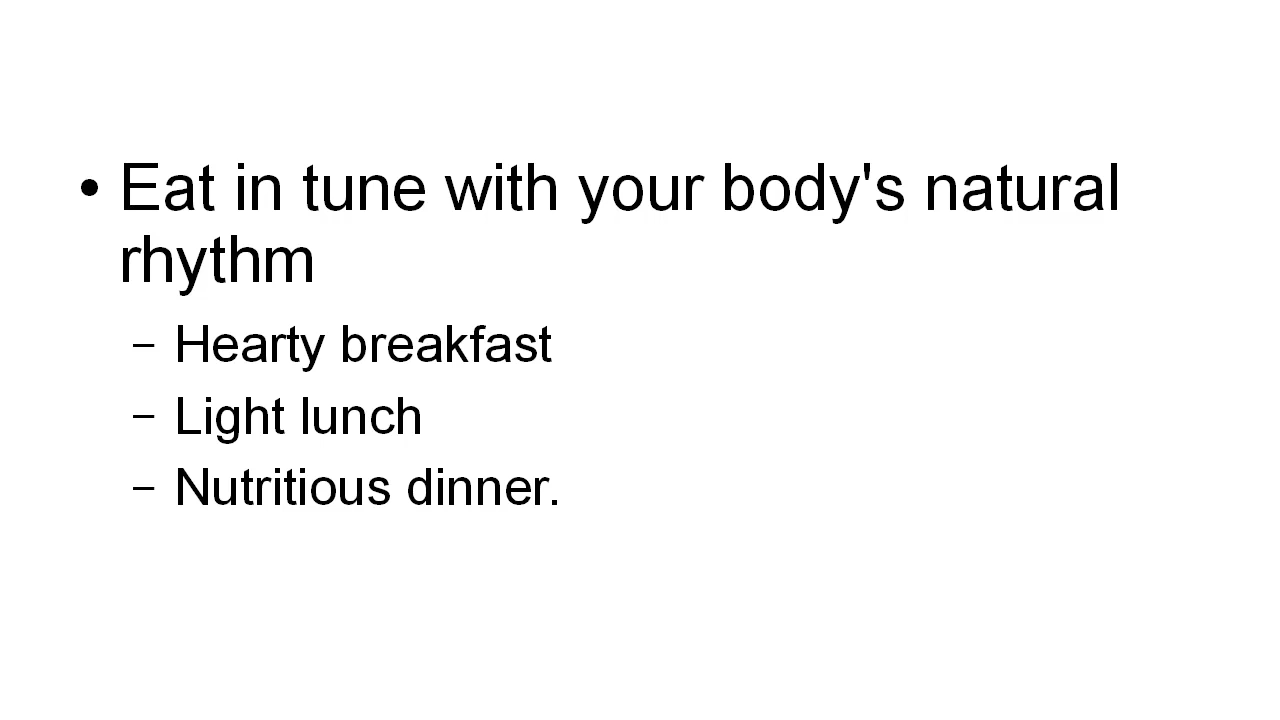 • Eat in tune with your body's natural
rhythm
– Hearty breakfast
– Light lunch
– Nutritious dinner.